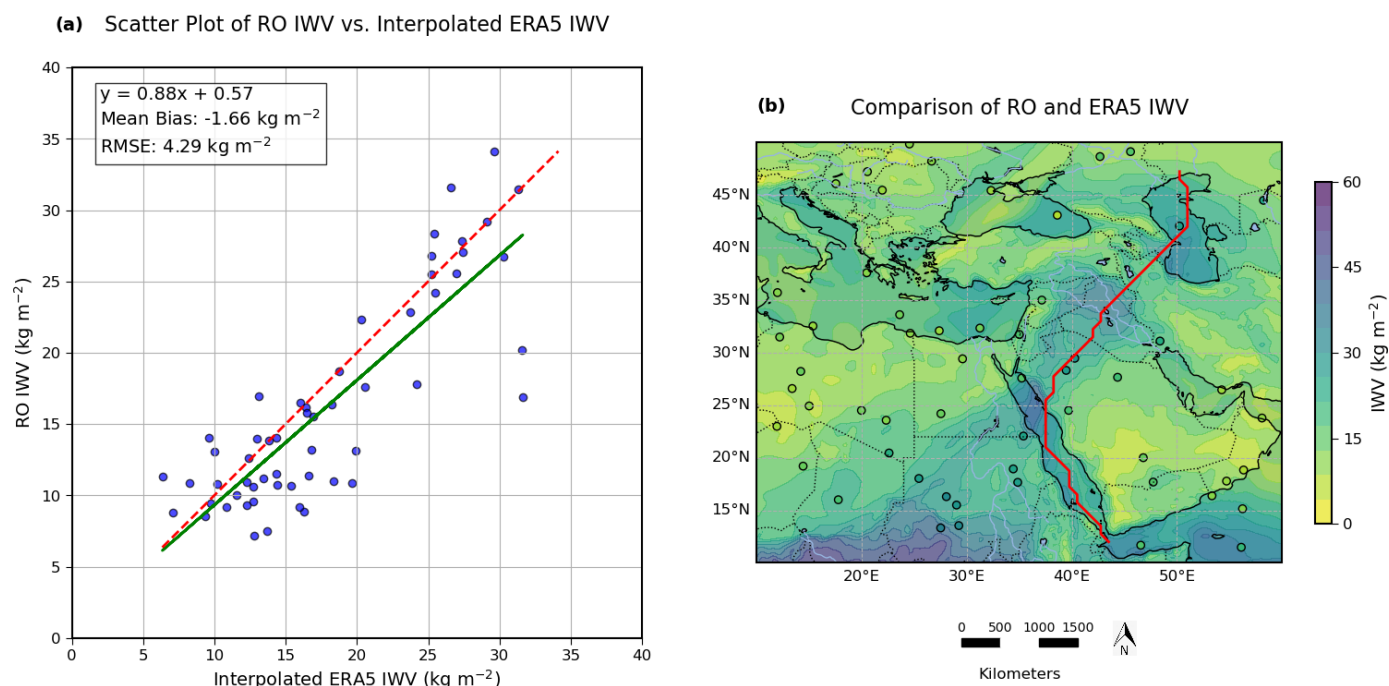 (a) Scatter Plot of RO IWV vs. Interpolated ERA5 IWV
40
35
30
25
20
15
10
5
0
RO IWV (kg m⁻²)
y = 0.88x + 0.57
Mean Bias: -1.66 kg m⁻²
RMSE: 4.29 kg m⁻²
0 5 10 15 20 25 30 35 40
Interpolated ERA5 IWV (kg m⁻²)
(b) Comparison of RO and ERA5 IWV
45°N
40°N
35°N
30°N
25°N
20°N
15°N
20°E 30°E 40°E 50°E
60
45
30
15
0
IWV (kg m⁻²)
0 500 1000 1500
Kilometers
N